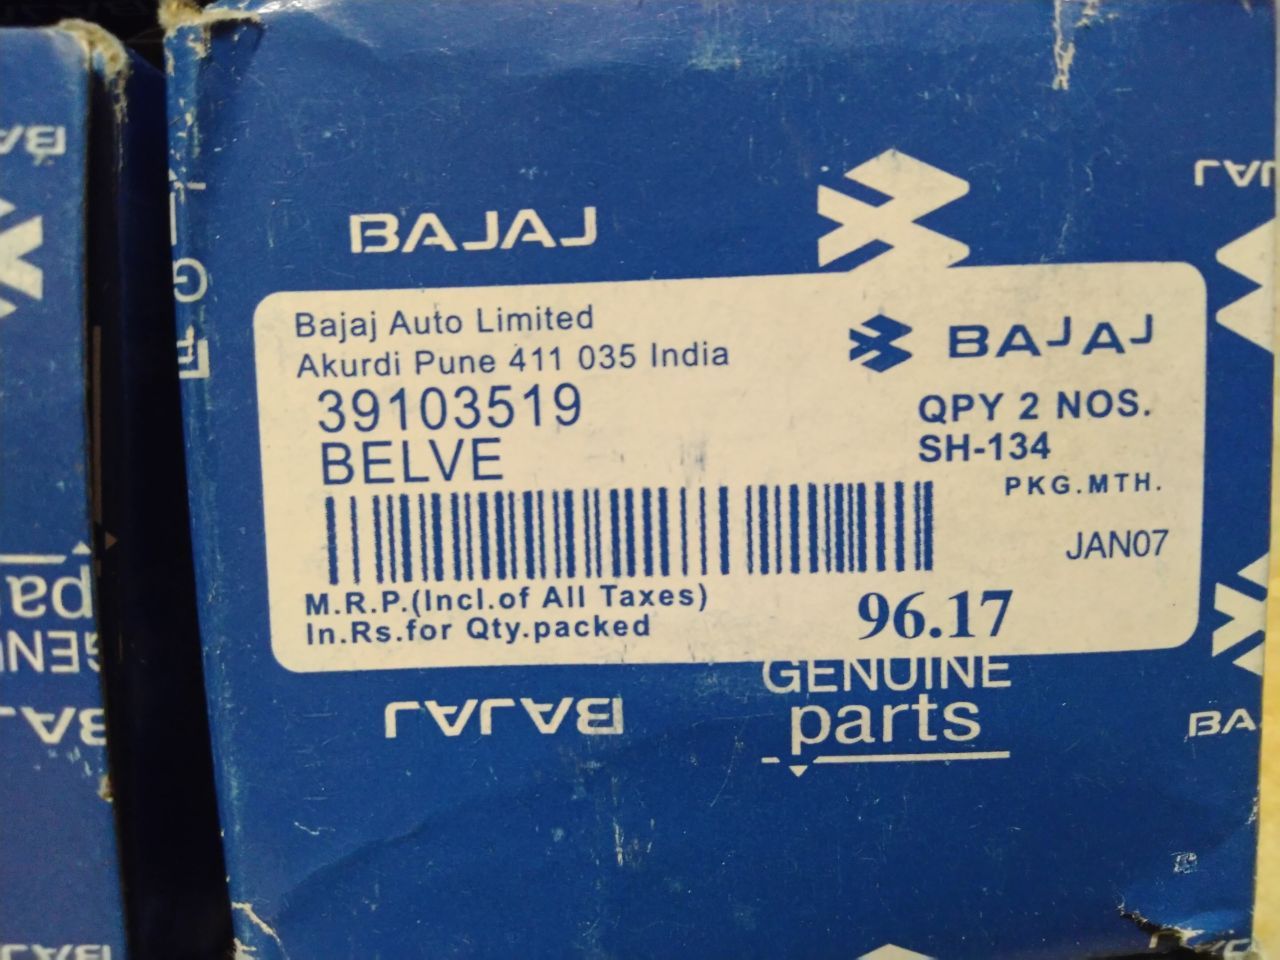 BAJAJ
Bajaj Auto Limited
Akurdi Pune 411 035 India
BAJAJ
39103519
BELVE
QPY 2 NOS.
SH-134
PKG.MTH.
JAN07
M.R.P.(Incl.of All Taxes)
In.Rs.for Qty.packed
96.17
GENUINE
parts
BAJAJ